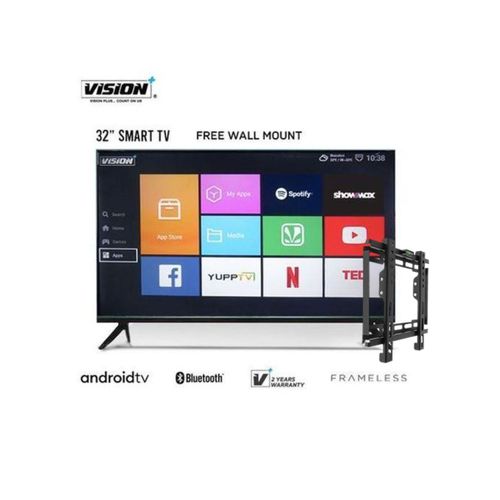 ViSiON+ ®
VISION PLUS... COUNT ON US
32" SMART TV
FREE WALL MOUNT
ViSiON+
10:38
Search
Home
Games
Apps
App Store
My Apps
Spotify
showmax
Media
YUPPTV
N
TED
androidtv
Bluetooth®
V+ 2 YEARS
WARRANTY
FRAMELESS